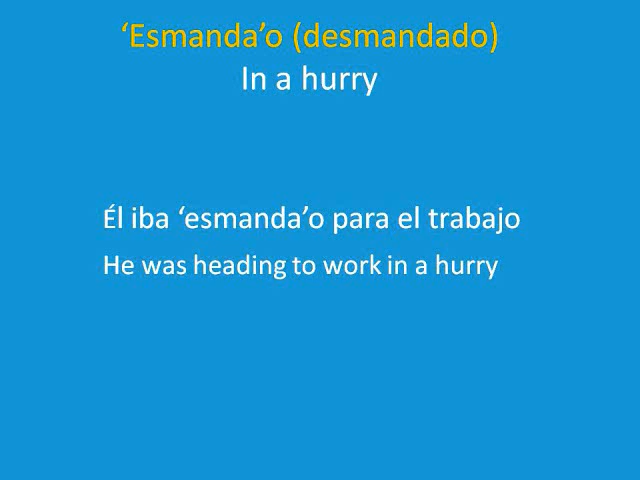 ‘Esmanda’o (desmandado)
In a hurry
Él iba ‘esmanda’o para el trabajo
He was heading to work in a hurry